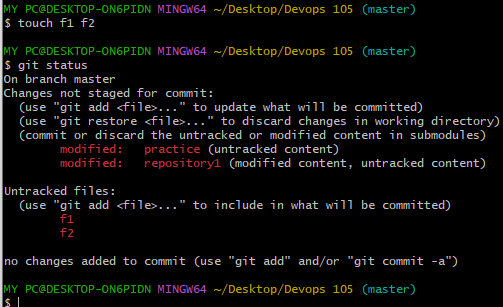 MY PC@DESKTOP-ON6PIDN MINGW64 ~/Desktop/Devops 105 (master)
$ touch f1 f2
MY PC@DESKTOP-ON6PIDN MINGW64 ~/Desktop/Devops 105 (master)
$ git status
On branch master
Changes not staged for commit:
  (use "git add <file>..." to update what will be committed)
  (use "git restore <file>..." to discard changes in working directory)
  (commit or discard the untracked or modified content in submodules)
        modified:   practice (untracked content)
        modified:   repository1 (modified content, untracked content)
Untracked files:
  (use "git add <file>..." to include in what will be committed)
        f1
        f2
no changes added to commit (use "git add" and/or "git commit -a")
MY PC@DESKTOP-ON6PIDN MINGW64 ~/Desktop/Devops 105 (master)
$